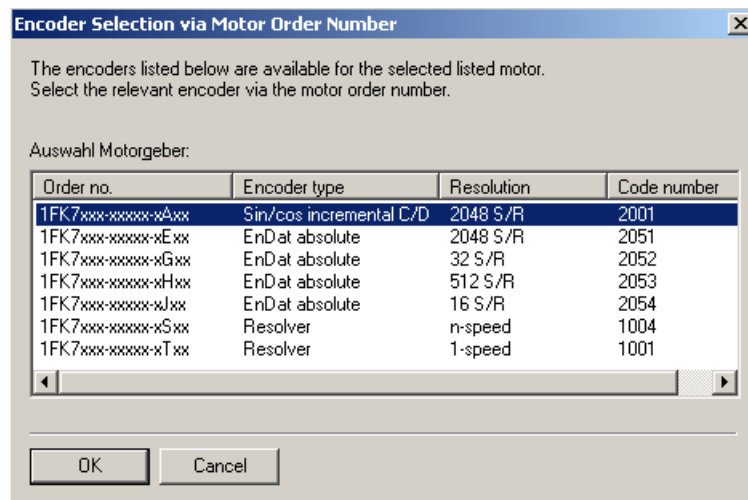 Encoder Selection via Motor Order Number
The encoders listed below are available for the selected listed motor.
Select the relevant encoder via the motor order number.
Auswahl Motorgeber:
Order no. Encoder type Resolution Code number
1FK7xxx-xxxxx-xAxx Sin/cos incremental C/D 2048 S/R 2001
1FK7xxx-xxxxx-xExx EnDat absolute 2048 S/R 2051
1FK7xxx-xxxxx-xGxx EnDat absolute 32 S/R 2052
1FK7xxx-xxxxx-xHxx EnDat absolute 512 S/R 2053
1FK7xxx-xxxxx-xJxx EnDat absolute 16 S/R 2054
1FK7xxx-xxxxx-xSxx Resolver n-speed 1004
1FK7xxx-xxxxx-xTxx Resolver 1-speed 1001
OK Cancel